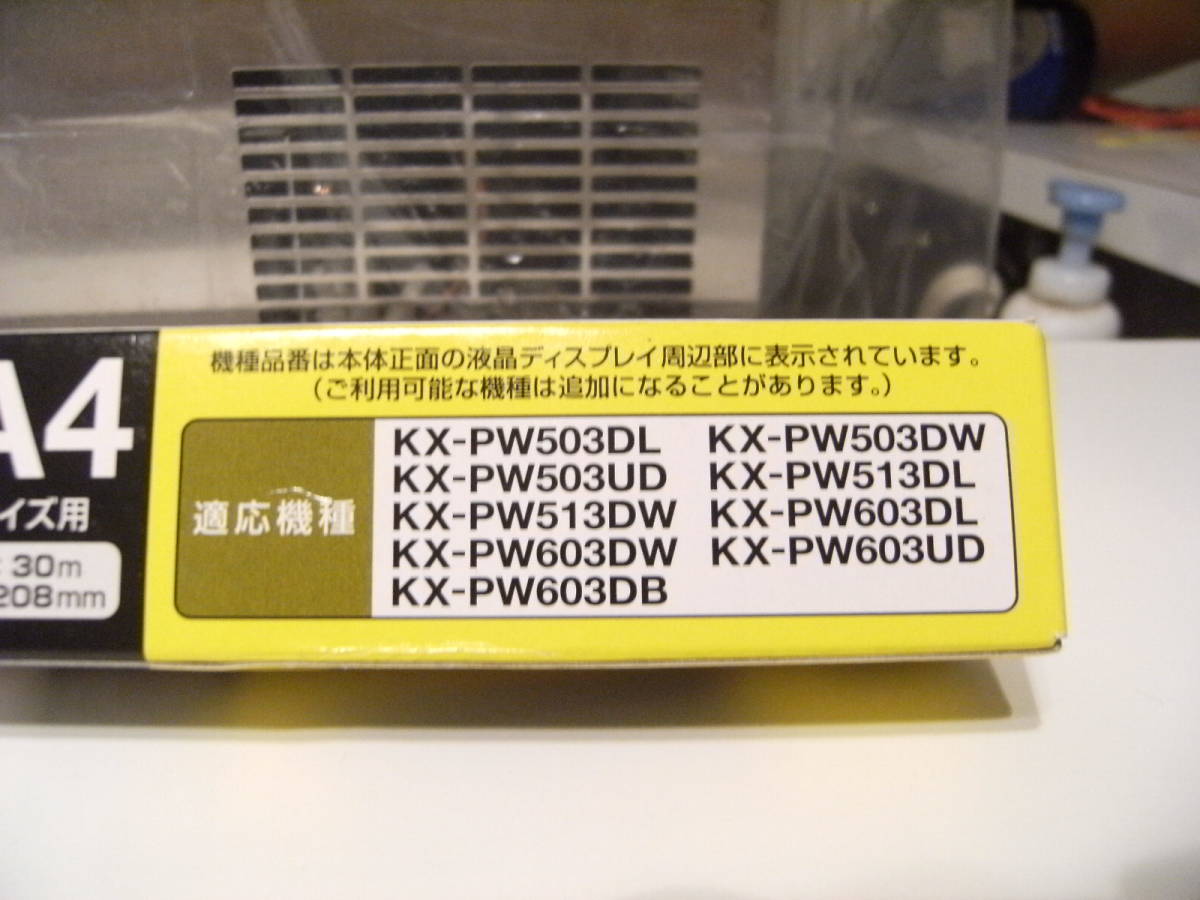 A4
イズ用
30m
208mm
機種品番は本体正面の液晶ディスプレイ周辺部に表示されています。
（ご利用可能な機種は追加になることがあります。）
適応機種
KX-PW503DL KX-PW503DW
KX-PW503UD KX-PW513DL
KX-PW513DW KX-PW603DL
KX-PW603DW KX-PW603UD
KX-PW603DB